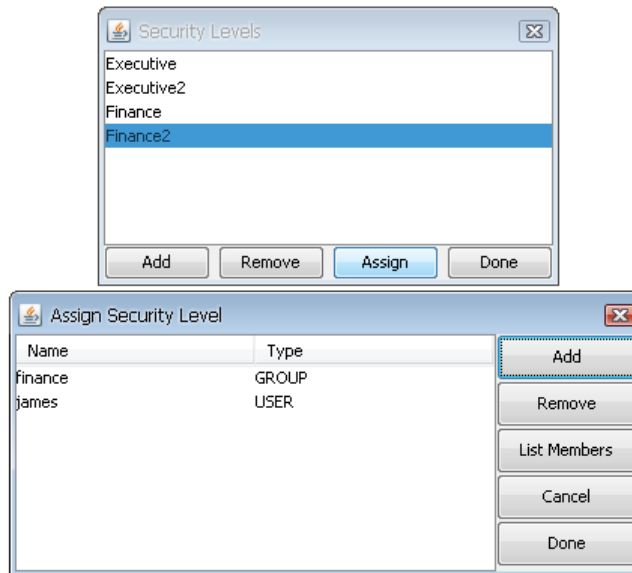 Security Levels
Executive
Executive2
Finance
Finance2
Add Remove Assign Done
Assign Security Level
Name Type Add
finance GROUP
james USER Remove
List Members
Cancel
Done